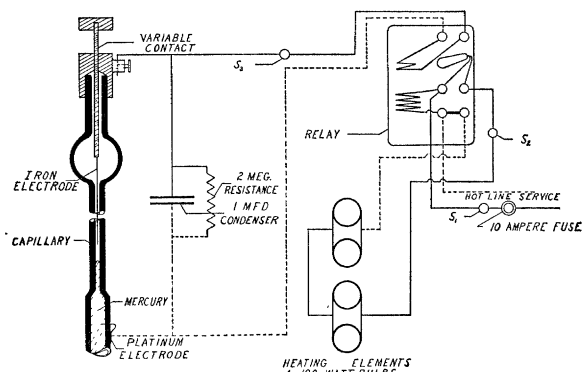 VARIABLE
CONTACT
S₃
RELAY
S₂
IRON
ELECTRODE
2 MEG.
RESISTANCE
1 MFD
CONDENSER
HOT LINE SERVICE
S₁
10 AMPERE FUSE
CAPILLARY
MERCURY
PLATINUM
ELECTRODE
HEATING ELEMENTS